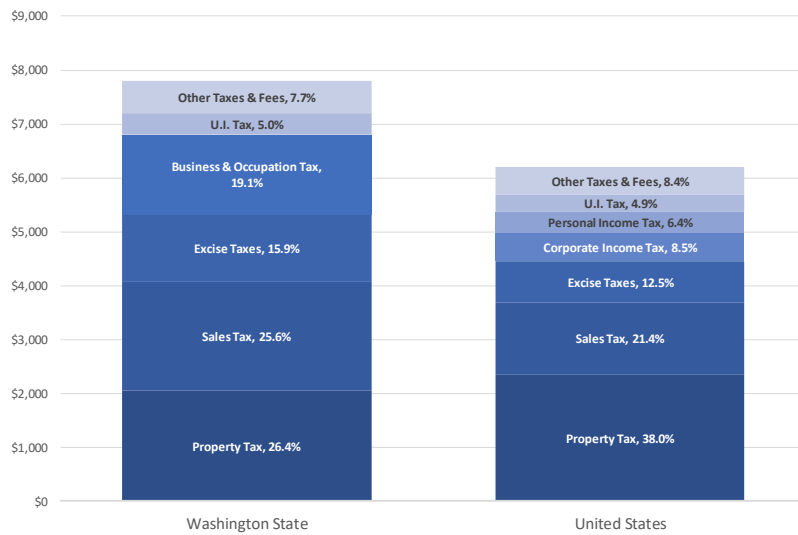 $9,000
$8,000
$7,000
$6,000
$5,000
$4,000
$3,000
$2,000
$1,000
$0
Other Taxes & Fees, 7.7%
U.I. Tax, 5.0%
Business & Occupation Tax,
19.1%
Excise Taxes, 15.9%
Sales Tax, 25.6%
Property Tax, 26.4%
Other Taxes & Fees, 8.4%
U.I. Tax, 4.9%
Personal Income Tax, 6.4%
Corporate Income Tax, 8.5%
Excise Taxes, 12.5%
Sales Tax, 21.4%
Property Tax, 38.0%
Washington State
United States